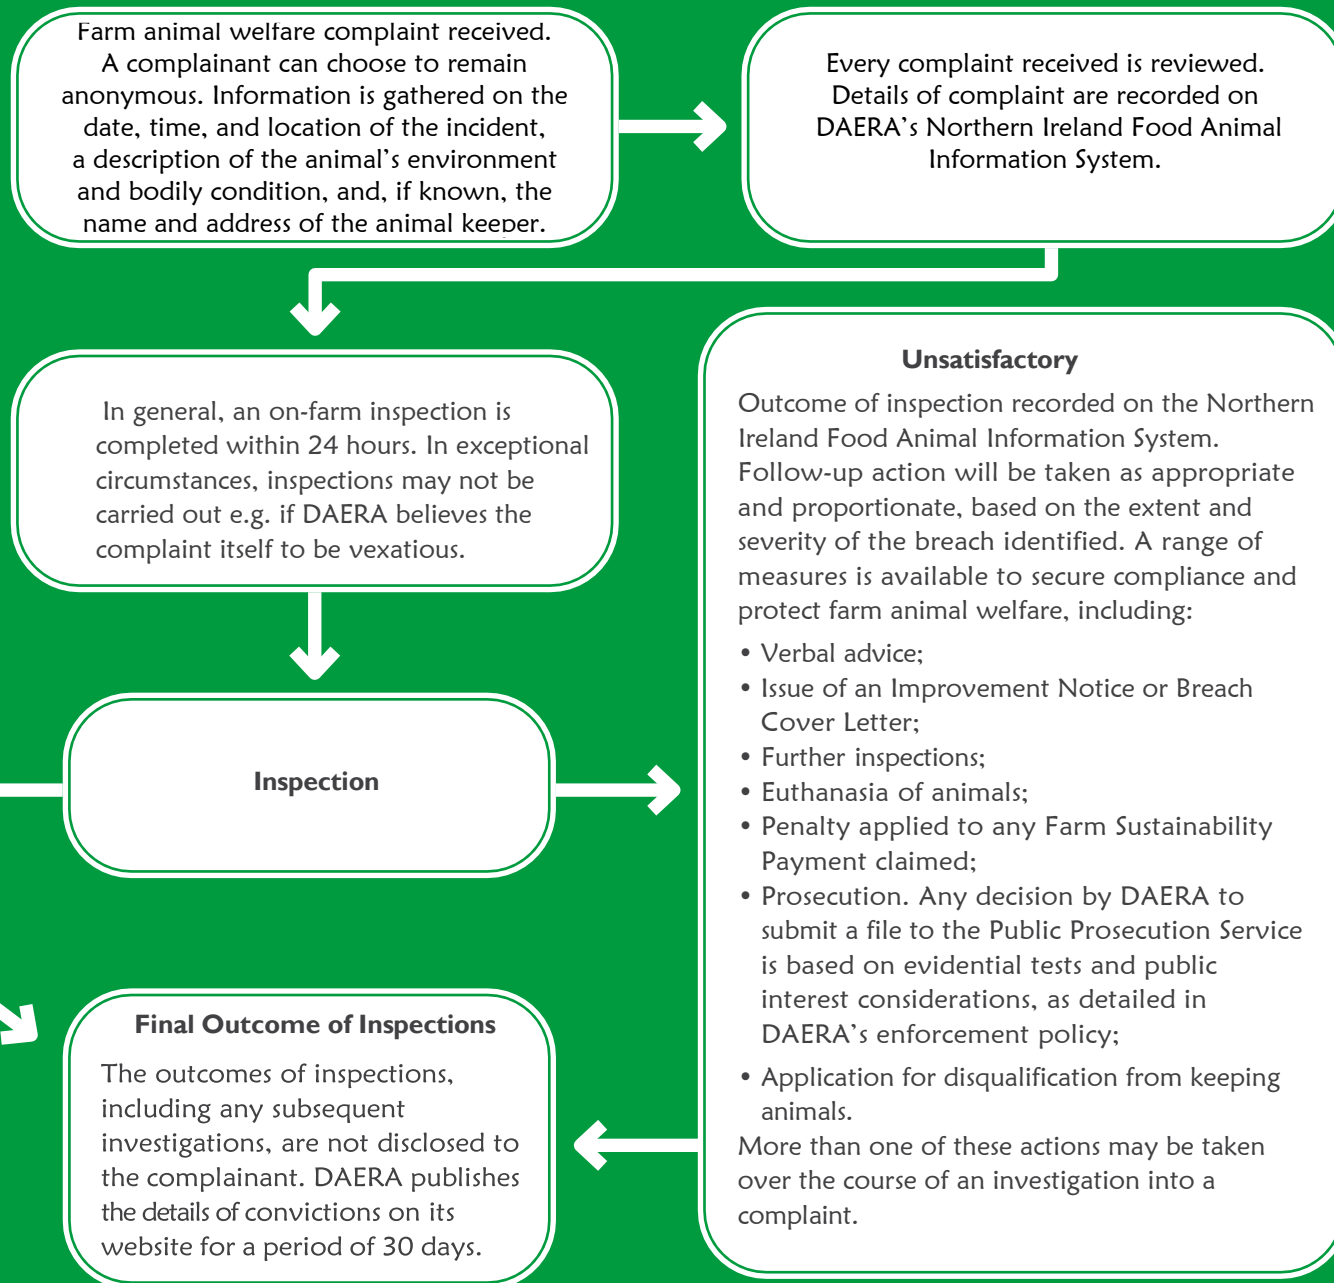 Farm animal welfare complaint received.
A complainant can choose to remain
anonymous. Information is gathered on the
date, time, and location of the incident,
a description of the animal's environment
and bodily condition, and, if known, the
name and address of the animal keeper.
Every complaint received is reviewed.
Details of complaint are recorded on
DAERA's Northern Ireland Food Animal
Information System.
In general, an on-farm inspection is
completed within 24 hours. In exceptional
circumstances, inspections may not be
carried out e.g. if DAERA believes the
complaint itself to be vexatious.
Inspection
Unsatisfactory
Outcome of inspection recorded on the Northern
Ireland Food Animal Information System.
Follow-up action will be taken as appropriate
and proportionate, based on the extent and
severity of the breach identified. A range of
measures is available to secure compliance and
protect farm animal welfare, including:
• Verbal advice;
• Issue of an Improvement Notice or Breach
Cover Letter;
• Further inspections;
• Euthanasia of animals;
• Penalty applied to any Farm Sustainability
Payment claimed;
• Prosecution. Any decision by DAERA to
submit a file to the Public Prosecution Service
is based on evidential tests and public
interest considerations, as detailed in
DAERA's enforcement policy;
• Application for disqualification from keeping
animals.
More than one of these actions may be taken
over the course of an investigation into a
complaint.
Final Outcome of Inspections
The outcomes of inspections,
including any subsequent
investigations, are not disclosed to
the complainant. DAERA publishes
the details of convictions on its
website for a period of 30 days.